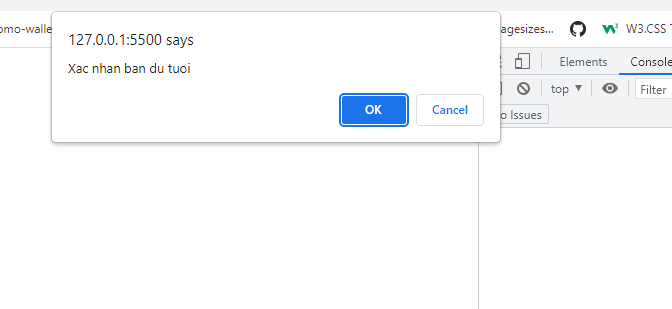 omo-walle
agesizes...
W3.CSS T
127.0.0.1:5500 says
Xac nhan ban du tuoi
OK
Cancel
Elements
Console
top
Filter
o Issues